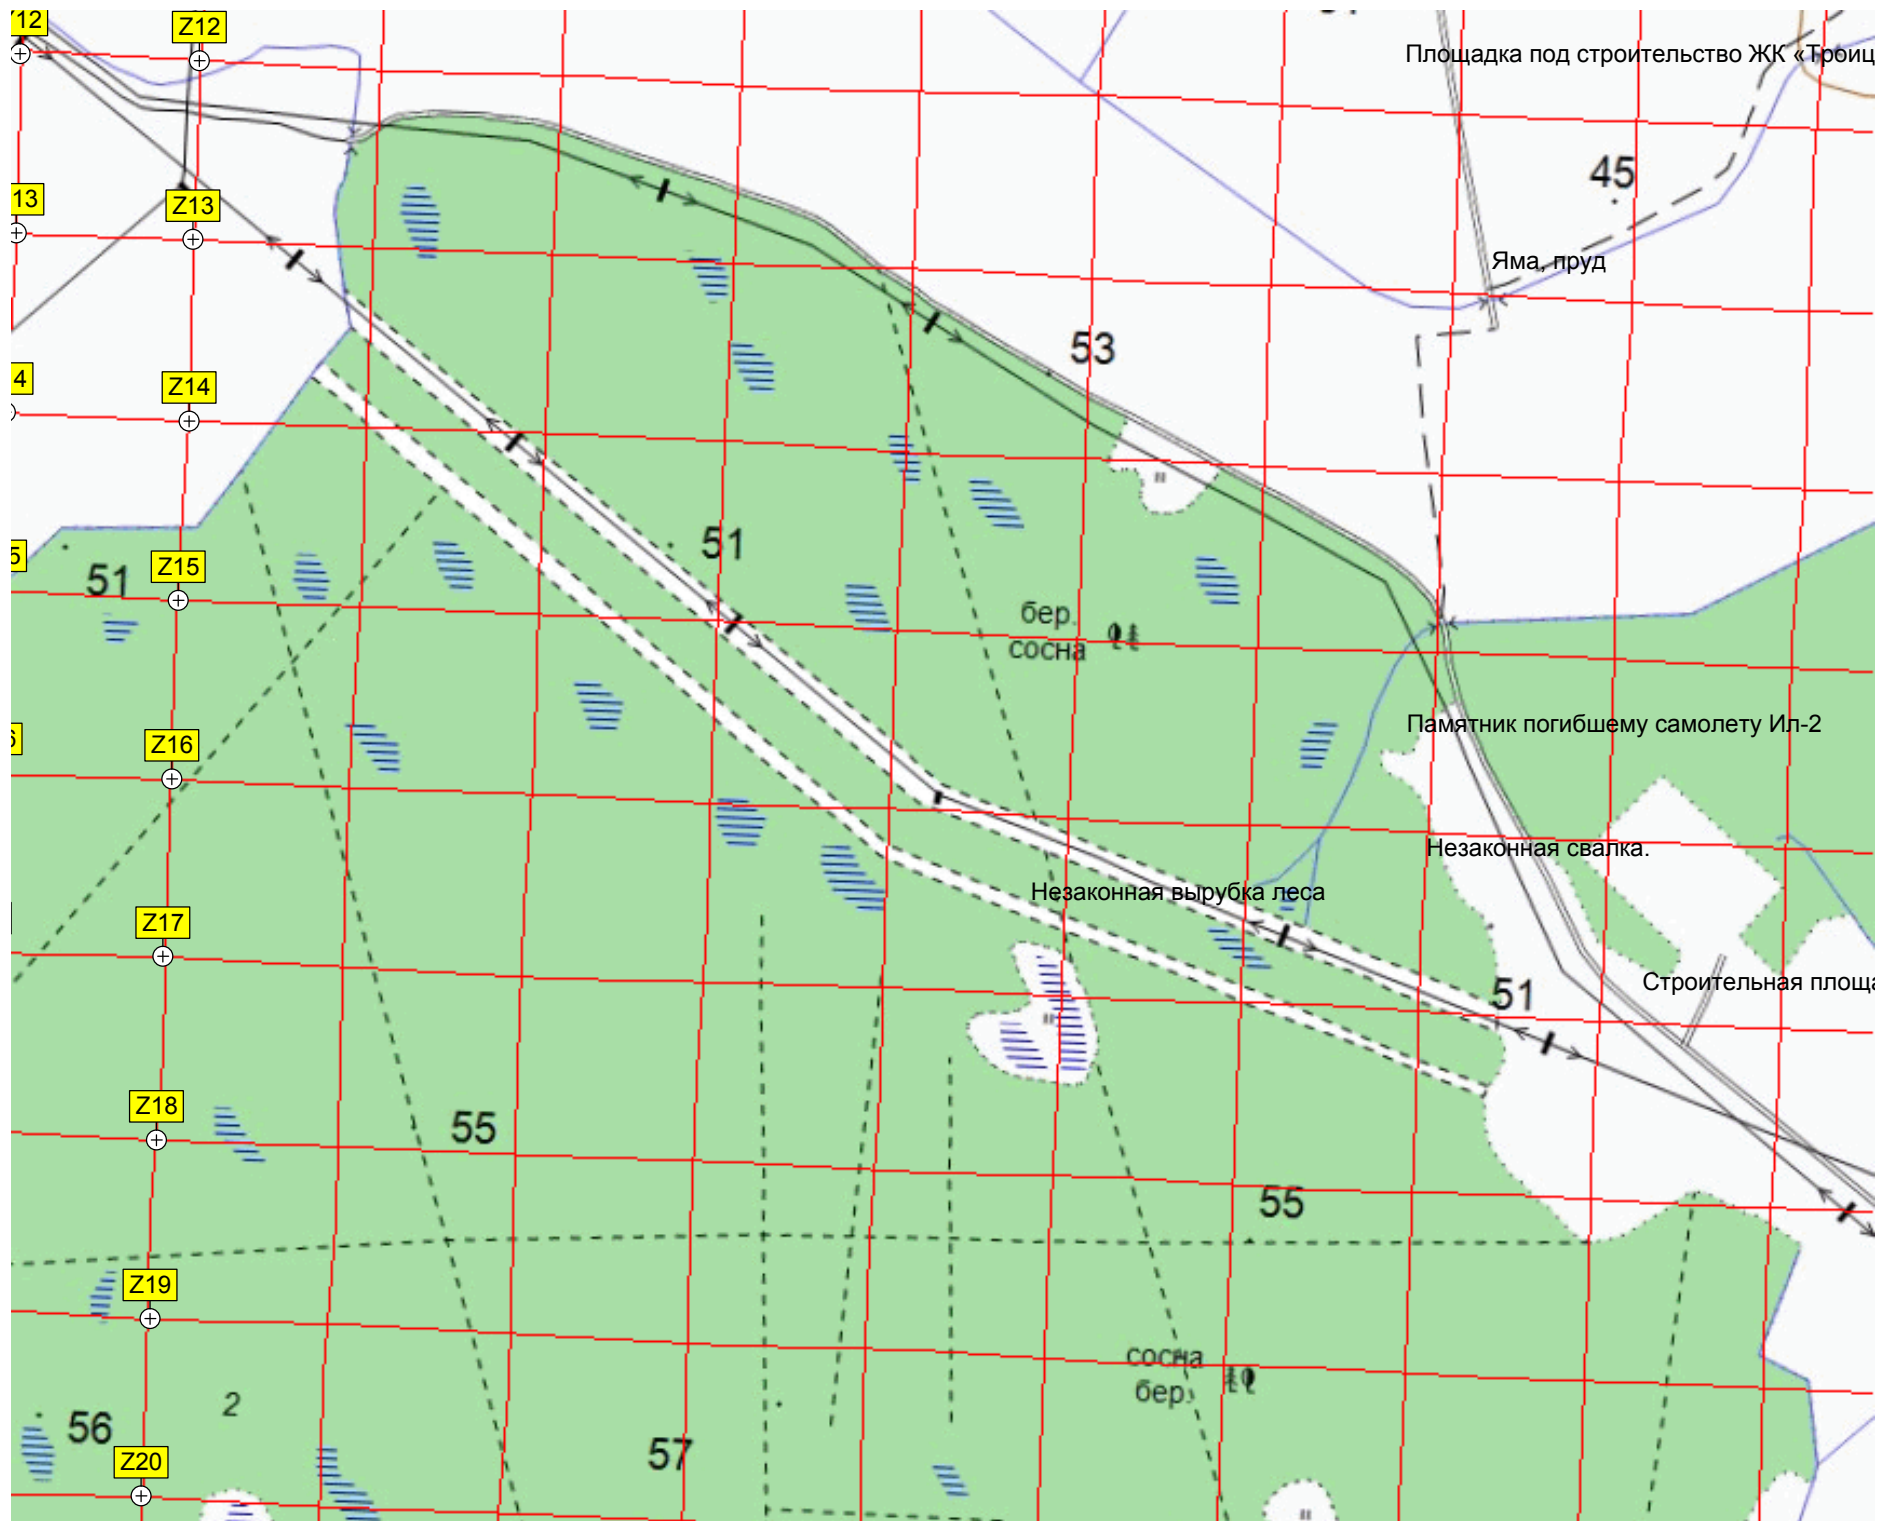 12
Z12
Площадка под строительство ЖК «Троиц
45
13
Z13
Яма, пруд
53
4
Z14
51
5
Z15
51
бер.
сосна
6
Z16
Памятник погибшему самолету Ил-2
Незаконная свалка.
Незаконная вырубка леса
Z17
Строительная площа
51
Z18
55
55
Z19
сосна
бер.
2
56
57
Z20